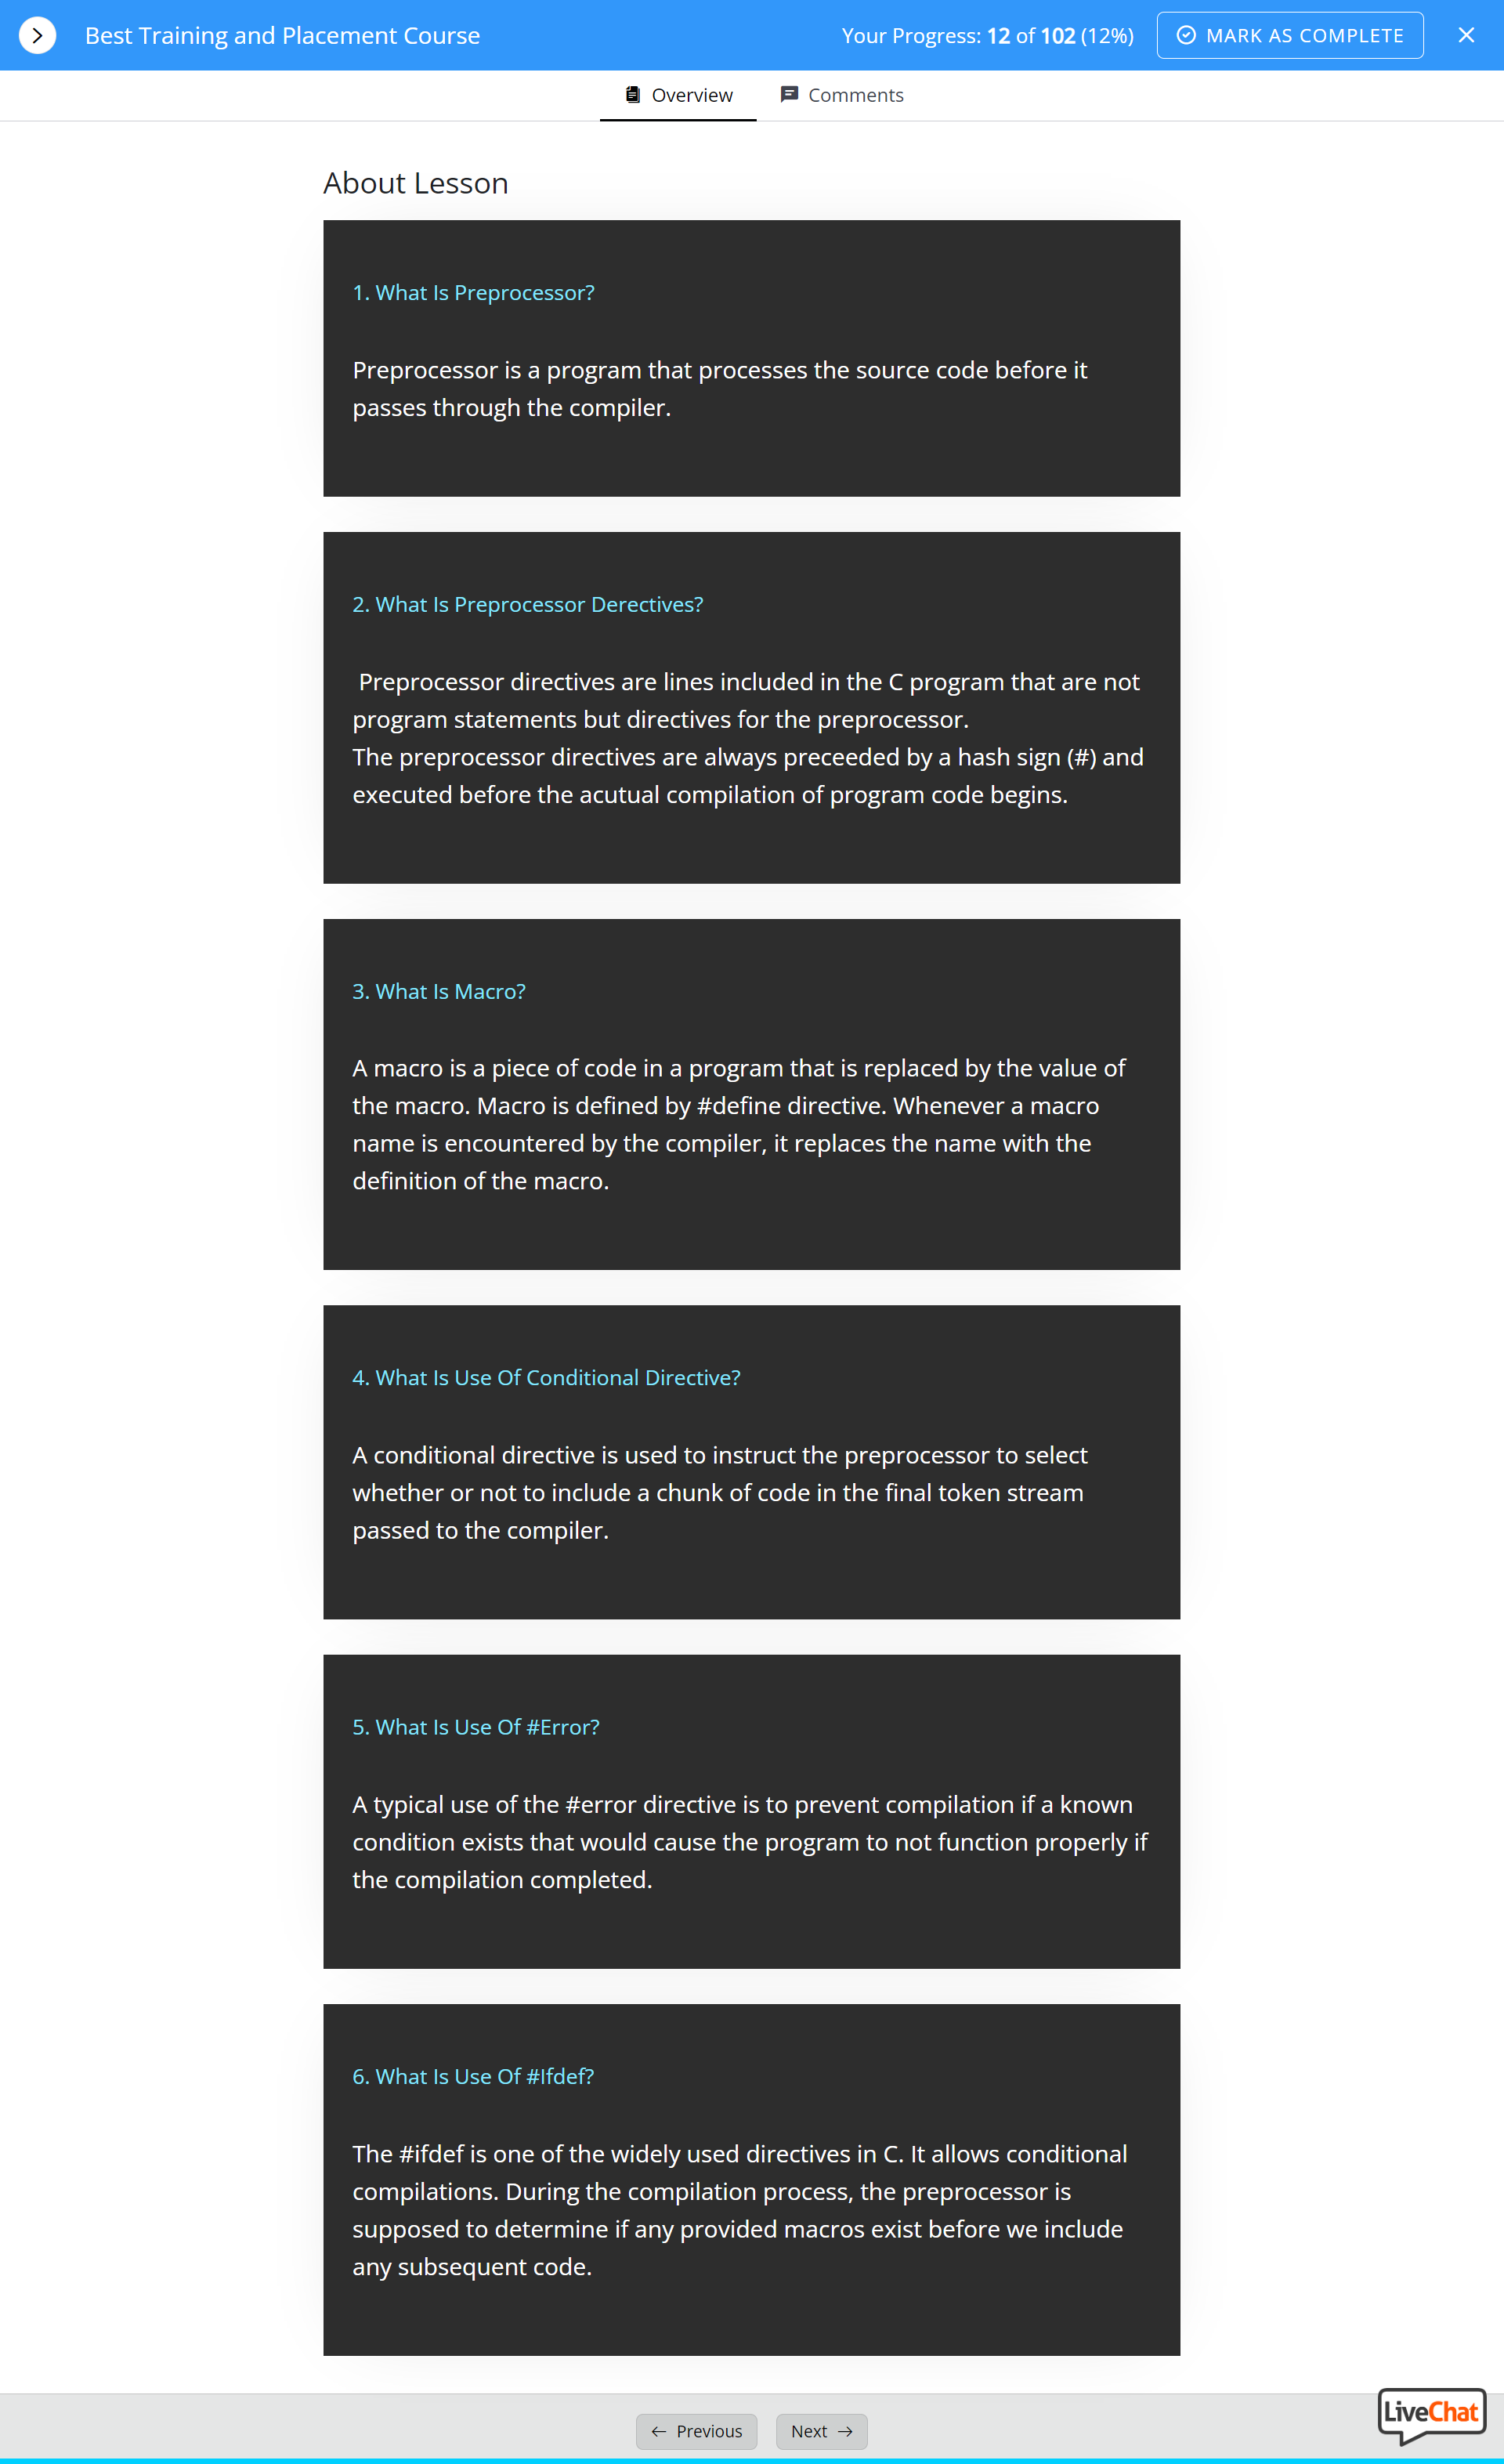 Best Training and Placement Course
Your Progress: 12 of 102 (12%)
MARK AS COMPLETE
Overview
Comments
About Lesson
1. What Is Preprocessor?
Preprocessor is a program that processes the source code before it
passes through the compiler.
2. What Is Preprocessor Derectives?
Preprocessor directives are lines included in the C program that are not
program statements but directives for the preprocessor.
The preprocessor directives are always preceeded by a hash sign (#) and
executed before the acutual compilation of program code begins.
3. What Is Macro?
A macro is a piece of code in a program that is replaced by the value of
the macro. Macro is defined by #define directive. Whenever a macro
name is encountered by the compiler, it replaces the name with the
definition of the macro.
4. What Is Use Of Conditional Directive?
A conditional directive is used to instruct the preprocessor to select
whether or not to include a chunk of code in the final token stream
passed to the compiler.
5. What Is Use Of #Error?
A typical use of the #error directive is to prevent compilation if a known
condition exists that would cause the program to not function properly if
the compilation completed.
6. What Is Use Of #Ifdef?
The #ifdef is one of the widely used directives in C. It allows conditional
compilations. During the compilation process, the preprocessor is
supposed to determine if any provided macros exist before we include
any subsequent code.
Previous
Next
LiveChat